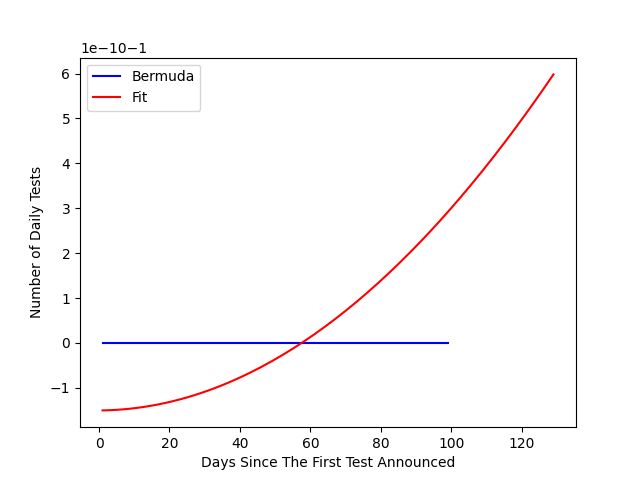 1e−10−1
Bermuda
Fit
6
5
4
3
2
1
0
−1
Number of Daily Tests
0 20 40 60 80 100 120
Days Since The First Test Announced